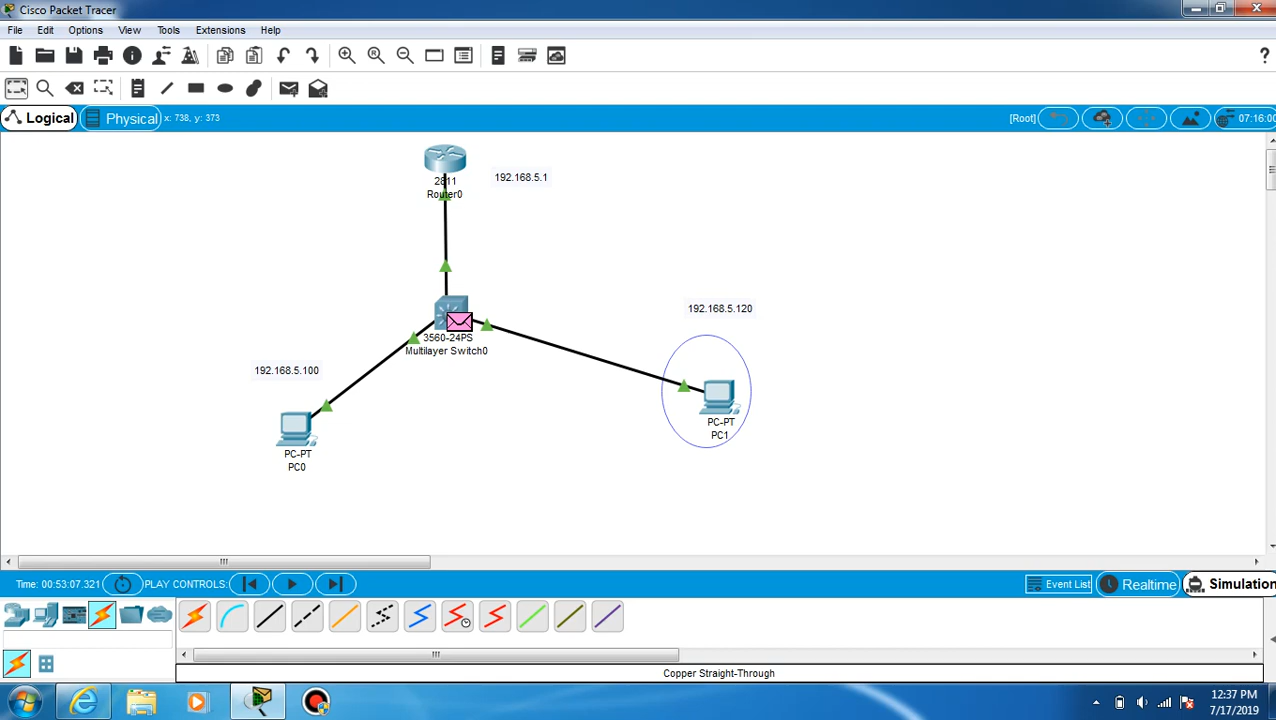 Cisco Packet Tracer
File Edit Options View Tools Extensions Help
Logical Physical x: 738, y: 373 [Root] 07:16:00
2811
Router0
192.168.5.1
3560-24PS
Multilayer Switch0
192.168.5.120
192.168.5.100
PC-PT
PC1
PC-PT
PC0
Time: 00:53:07.321 PLAY CONTROLS: Event List Realtime Simulation
Copper Straight-Through
12:37 PM
7/17/2019